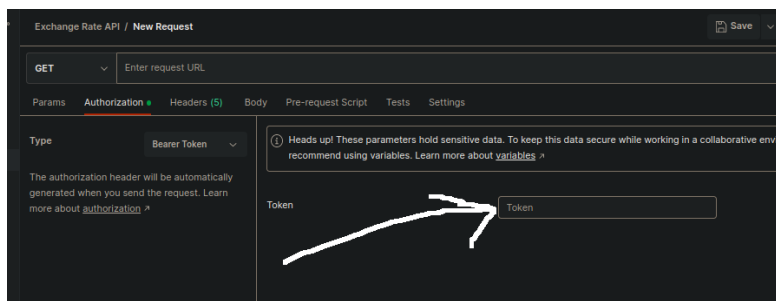 Exchange Rate API / New Request
Save
GET
Enter request URL
Params Authorization Headers (5) Body Pre-request Script Tests Settings
Type
Bearer Token
The authorization header will be automatically
generated when you send the request. Learn
more about authorization ↗
Heads up! These parameters hold sensitive data. To keep this data secure while working in a collaborative env
recommend using variables. Learn more about variables ↗
Token
Token